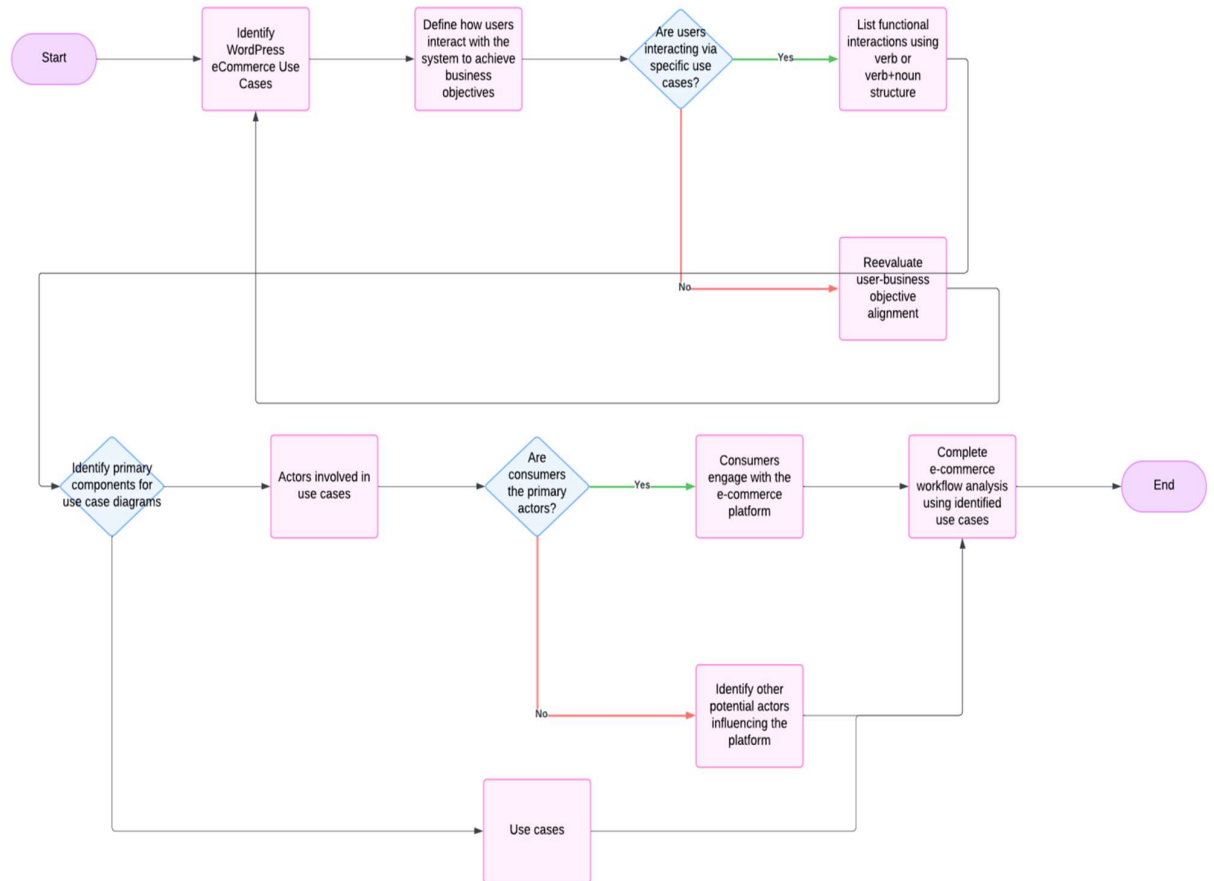 Start
Identify
WordPress
eCommerce Use
Cases
Define how users
interact with the
system to achieve
business
objectives
Are users
interacting via
specific use
cases?
Yes
List functional
interactions using
verb or
verb+noun
structure
No
Reevaluate
user-business
objective
alignment
Identify primary
components for
use case diagrams
Actors involved in
use cases
Are
consumers
the primary
actors?
Yes
Consumers
engage with the
e-commerce
platform
Complete
e-commerce
workflow analysis
using identified
use cases
End
No
Identify other
potential actors
influencing the
platform
Use cases